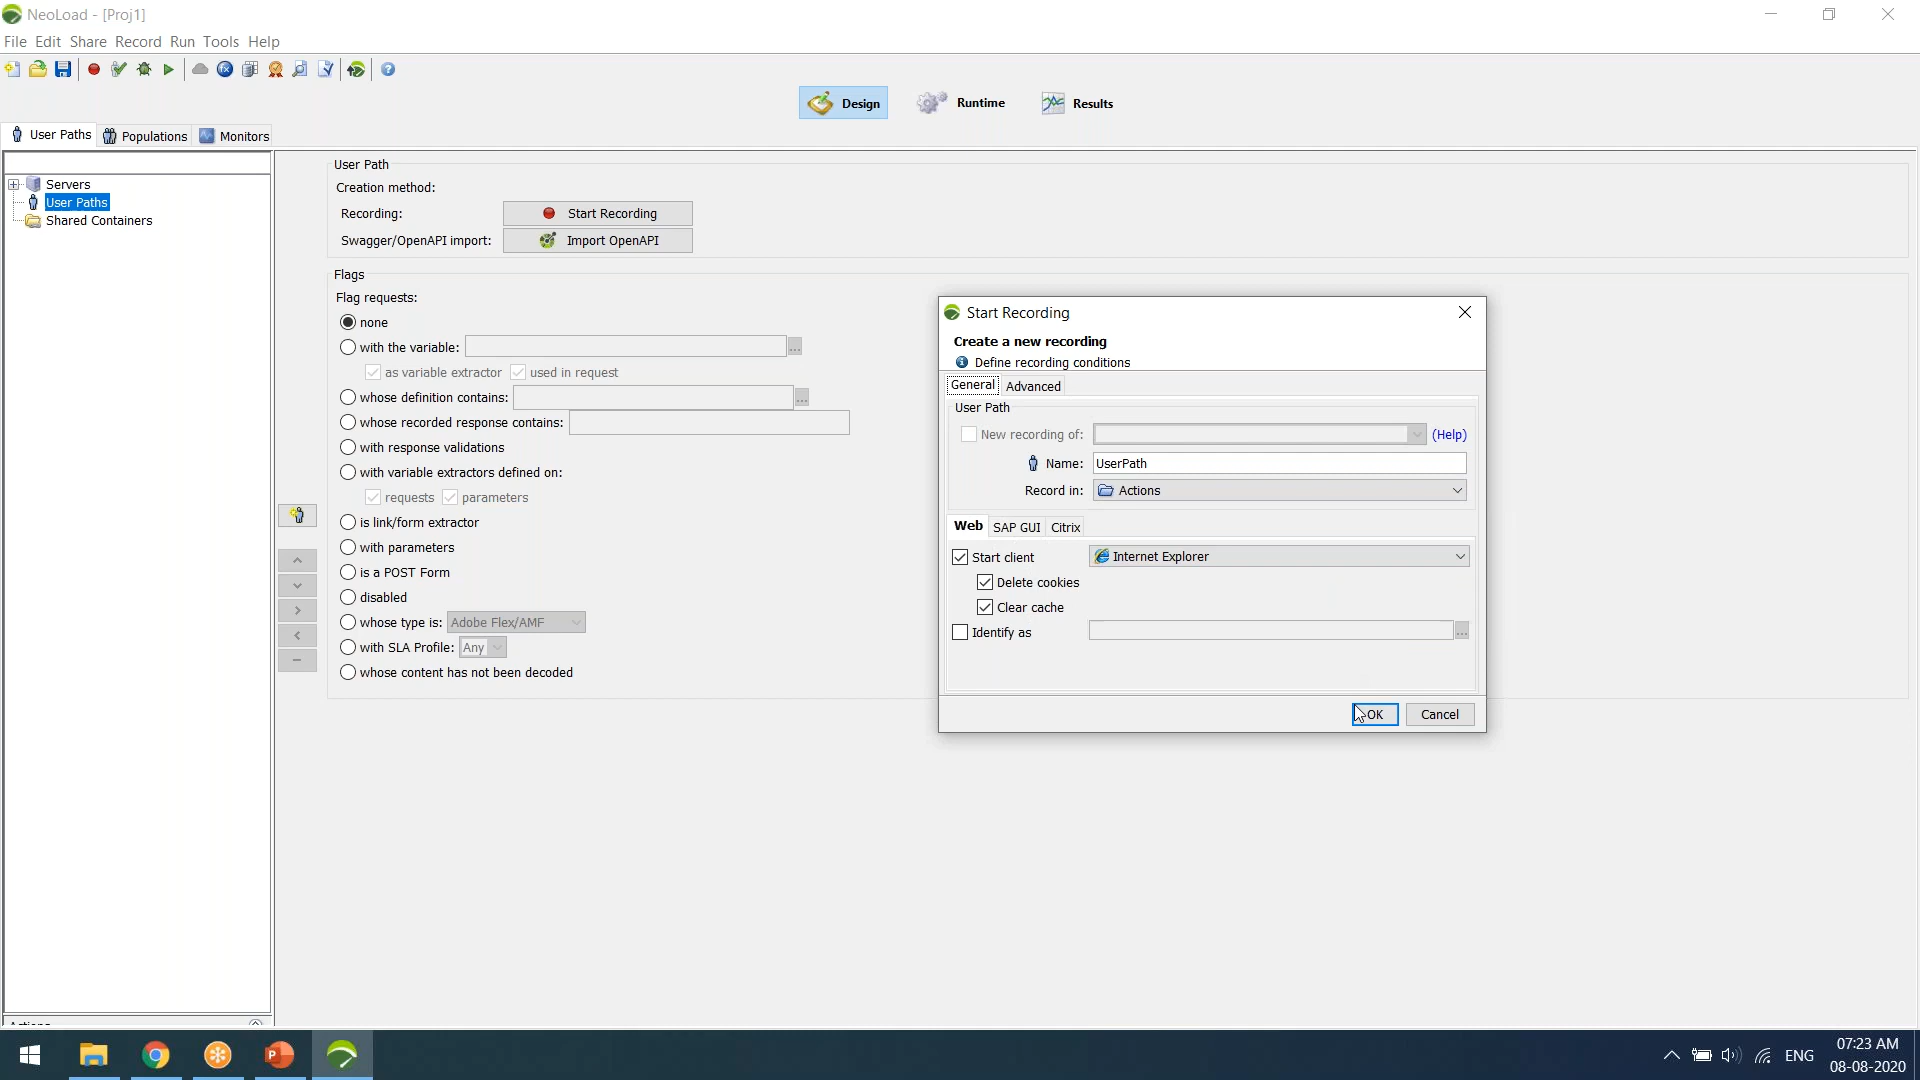 NeoLoad - [Proj1]
File Edit Share Record Run Tools Help
Design Runtime Results
User Paths Populations Monitors
Servers
User Paths
Shared Containers
User Path
Creation method:
Recording: Start Recording
Swagger/OpenAPI import: Import OpenAPI
Flags
Flag requests:
none
with the variable: ...
as variable extractor used in request
whose definition contains: ...
whose recorded response contains:
with response validations
with variable extractors defined on:
requests parameters
is link/form extractor
with parameters
is a POST Form
disabled
whose type is: Adobe Flex/AMF
with SLA Profile: Any
whose content has not been decoded
Start Recording
Create a new recording
Define recording conditions
General Advanced
User Path
New recording of: (Help)
Name: UserPath
Record in: Actions
Web SAP GUI Citrix
Start client Internet Explorer
Delete cookies
Clear cache
Identify as ...
OK Cancel
ENG
07:23 AM
08-08-2020